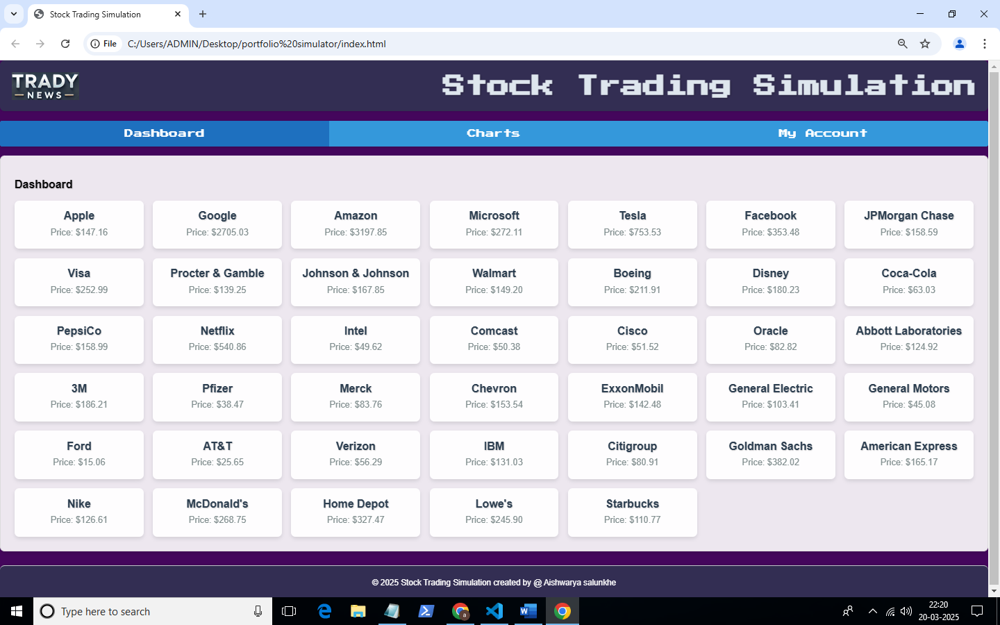 Stock Trading Simulation
File C:/Users/ADMIN/Desktop/portfolio%20simulator/index.html
TRADY
NEWS
Stock Trading Simulation
Dashboard Charts My Account
Dashboard
Apple Google Amazon Microsoft Tesla Facebook JPMorgan Chase
Price: $147.16 Price: $2705.03 Price: $3197.85 Price: $272.11 Price: $753.53 Price: $353.48 Price: $158.59
Visa Procter & Gamble Johnson & Johnson Walmart Boeing Disney Coca-Cola
Price: $252.99 Price: $139.25 Price: $167.85 Price: $149.20 Price: $211.91 Price: $180.23 Price: $63.03
PepsiCo Netflix Intel Comcast Cisco Oracle Abbott Laboratories
Price: $158.99 Price: $540.86 Price: $49.62 Price: $50.38 Price: $51.52 Price: $82.82 Price: $124.92
3M Pfizer Merck Chevron ExxonMobil General Electric General Motors
Price: $186.21 Price: $38.47 Price: $83.76 Price: $153.54 Price: $142.48 Price: $103.41 Price: $45.08
Ford AT&T Verizon IBM Citigroup Goldman Sachs American Express
Price: $15.06 Price: $25.65 Price: $56.29 Price: $131.03 Price: $80.91 Price: $382.02 Price: $165.17
Nike McDonald's Home Depot Lowe's Starbucks
Price: $126.61 Price: $268.75 Price: $327.47 Price: $245.90 Price: $110.77
© 2025 Stock Trading Simulation created by @ Aishwarya salunkhe
Type here to search
22:20
20-03-2025